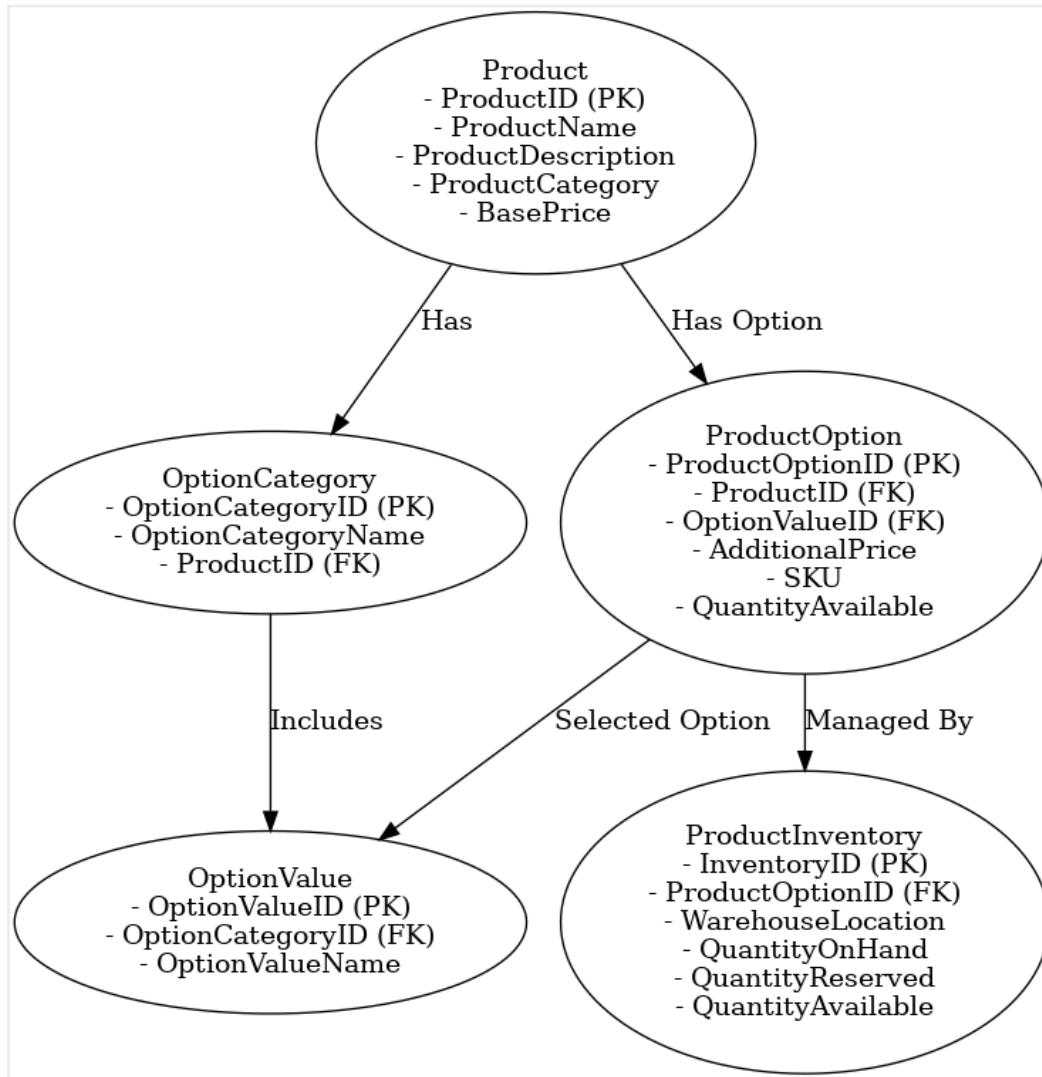 Product
- ProductID (PK)
- ProductName
- ProductDescription
- ProductCategory
- BasePrice
Has
Has Option
OptionCategory
- OptionCategoryID (PK)
- OptionCategoryName
- ProductID (FK)
ProductOption
- ProductOptionID (PK)
- ProductID (FK)
- OptionValueID (FK)
- AdditionalPrice
- SKU
- QuantityAvailable
Includes
Selected Option
Managed By
OptionValue
- OptionValueID (PK)
- OptionCategoryID (FK)
- OptionValueName
ProductInventory
- InventoryID (PK)
- ProductOptionID (FK)
- WarehouseLocation
- QuantityOnHand
- QuantityReserved
- QuantityAvailable